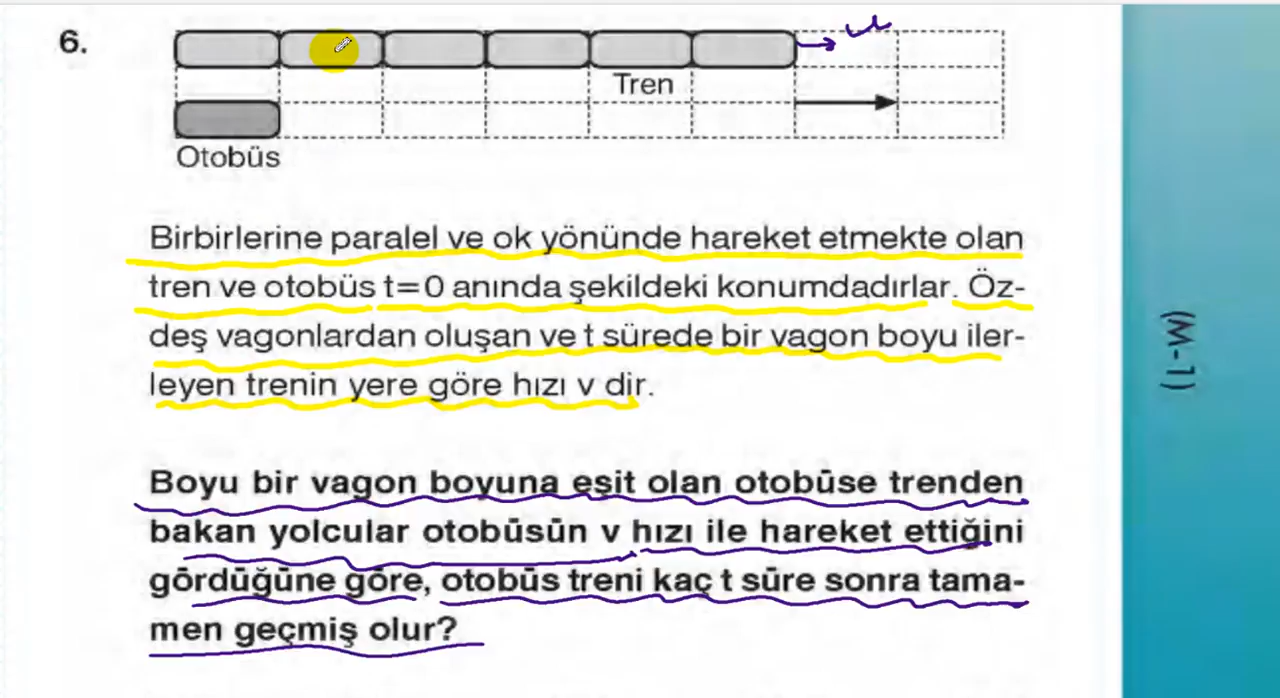 6.
v
Tren
Otobüs
Birbirlerine paralel ve ok yönünde hareket etmekte olan
tren ve otobüs t=0 anında şekildeki konumdadırlar. Öz-
deş vagonlardan oluşan ve t sürede bir vagon boyu iler-
leyen trenin yere göre hızı v dir.
Boyu bir vagon boyuna eşit olan otobüse trenden
bakan yolcular otobüsün v hızı ile hareket ettiğini
gördüğüne göre, otobüs treni kaç t süre sonra tama-
men geçmiş olur?
(M-1)